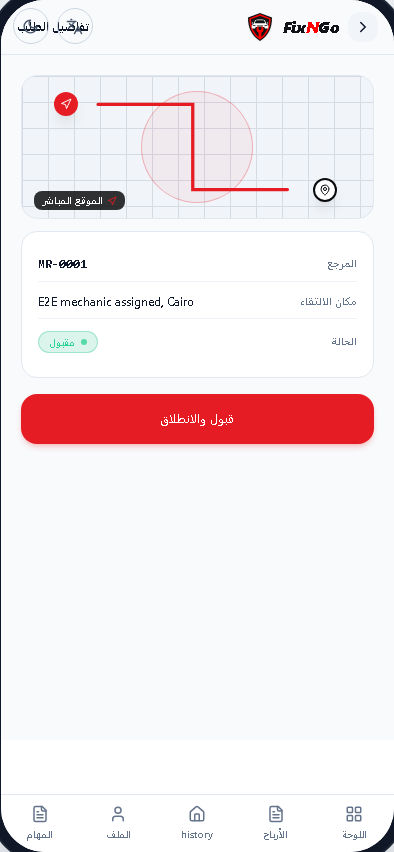 FixNGo
تفاصيل الطلب
الموقع المباشر
المرجع
MR-0001
مكان الالتقاء
E2E mechanic assigned, Cairo
الحالة
مقبول
قبول والانطلاق
اللوحة
الأرباح
history
الملف
المهام